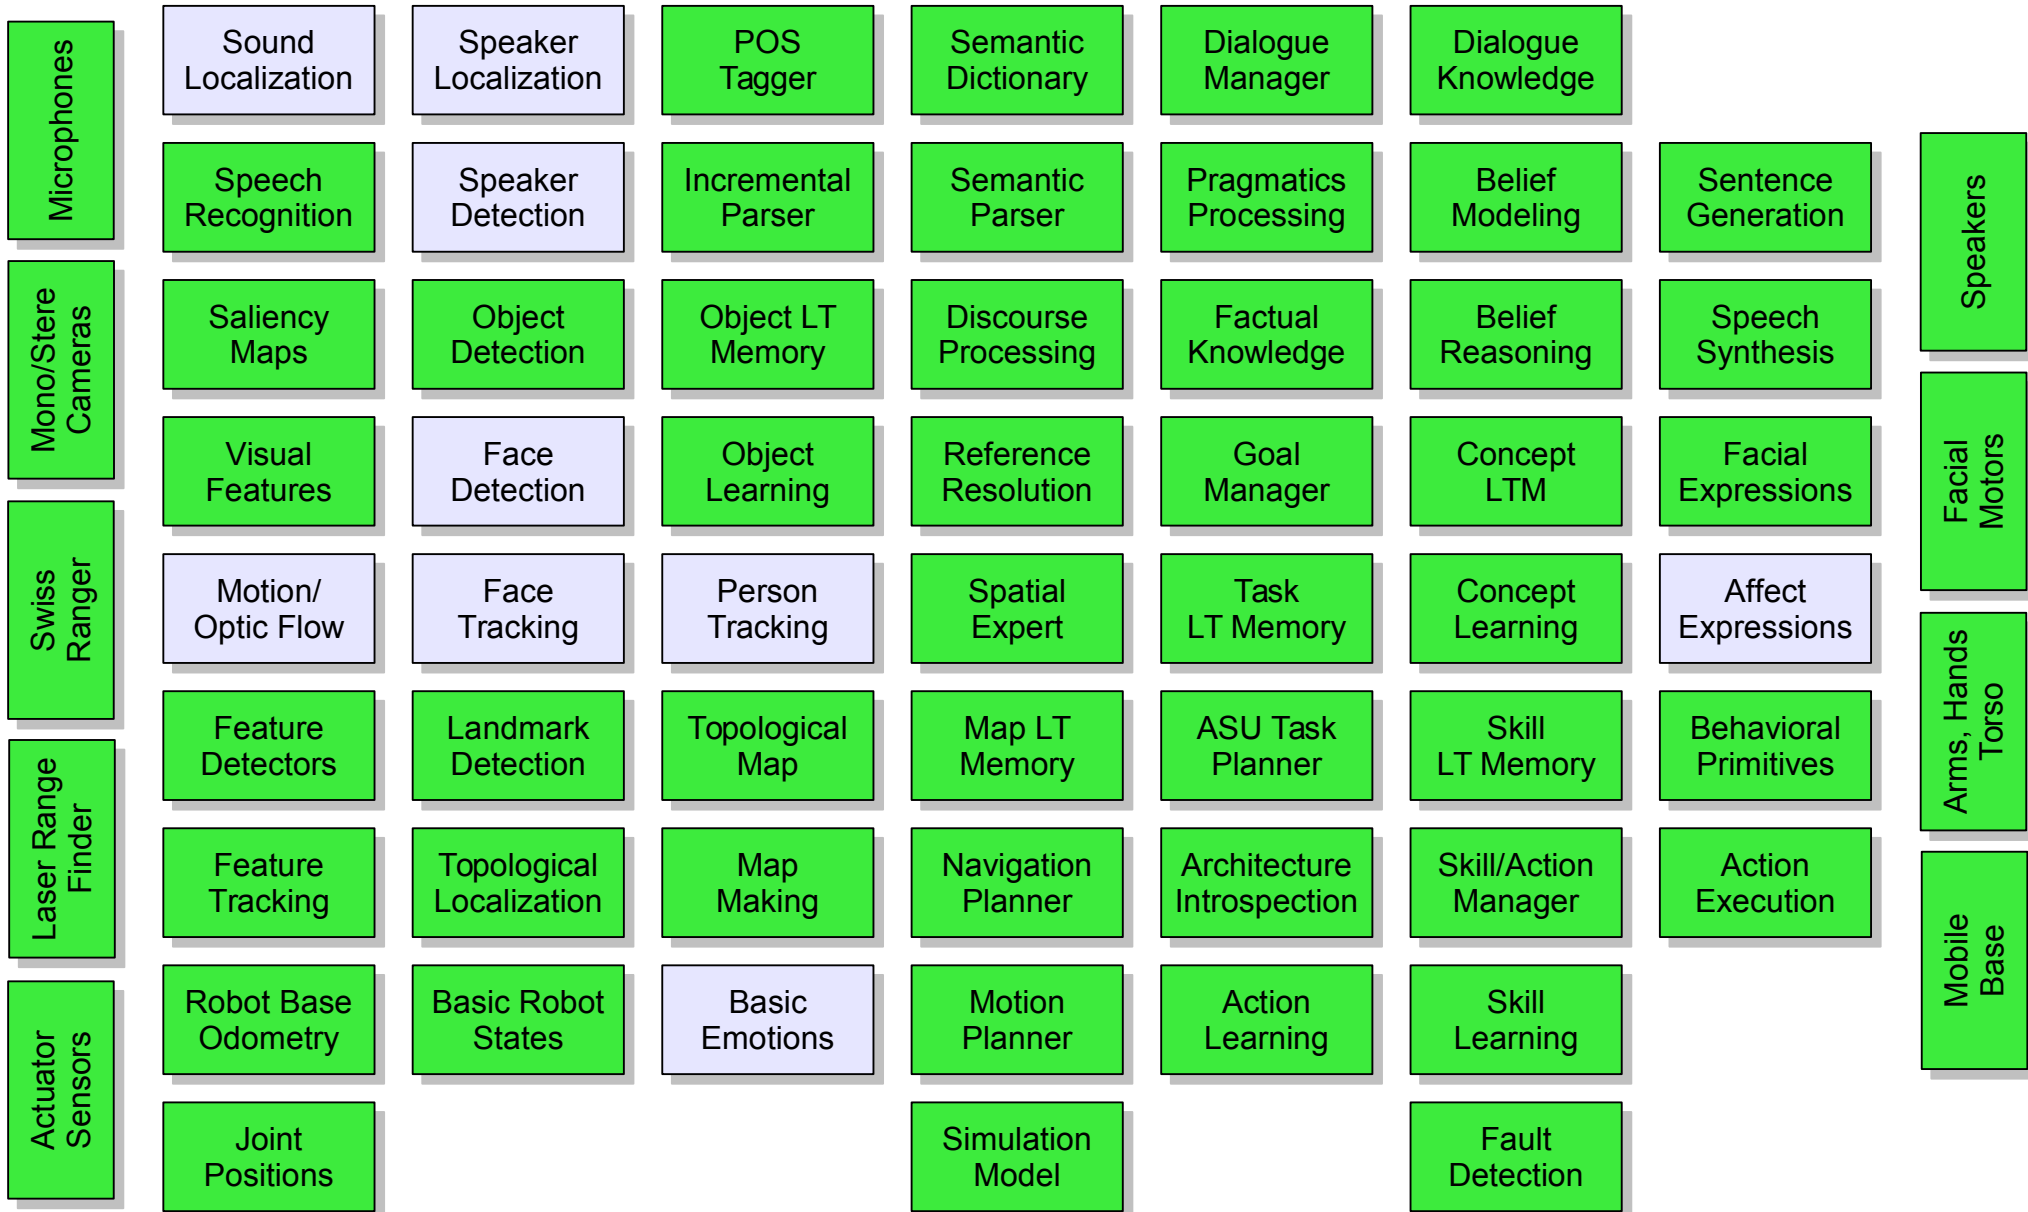 Microphones
Mono/Stere
Cameras
Swiss
Ranger
Laser Range
Finder
Actuator
Sensors
Sound
Localization
Speech
Recognition
Saliency
Maps
Visual
Features
Motion/
Optic Flow
Feature
Detectors
Feature
Tracking
Robot Base
Odometry
Joint
Positions
Speaker
Localization
Speaker
Detection
Object
Detection
Face
Detection
Face
Tracking
Landmark
Detection
Topological
Localization
Basic Robot
States
POS
Tagger
Incremental
Parser
Object LT
Memory
Object
Learning
Person
Tracking
Topological
Map
Map
Making
Basic
Emotions
Semantic
Dictionary
Semantic
Parser
Discourse
Processing
Reference
Resolution
Spatial
Expert
Map LT
Memory
Navigation
Planner
Motion
Planner
Simulation
Model
Dialogue
Manager
Pragmatics
Processing
Factual
Knowledge
Goal
Manager
Task
LT Memory
ASU Task
Planner
Architecture
Introspection
Action
Learning
Dialogue
Knowledge
Belief
Modeling
Belief
Reasoning
Concept
LTM
Concept
Learning
Skill
LT Memory
Skill/Action
Manager
Skill
Learning
Fault
Detection
Sentence
Generation
Speech
Synthesis
Facial
Expressions
Affect
Expressions
Behavioral
Primitives
Action
Execution
Speakers
Facial
Motors
Arms, Hands
Torso
Mobile
Base